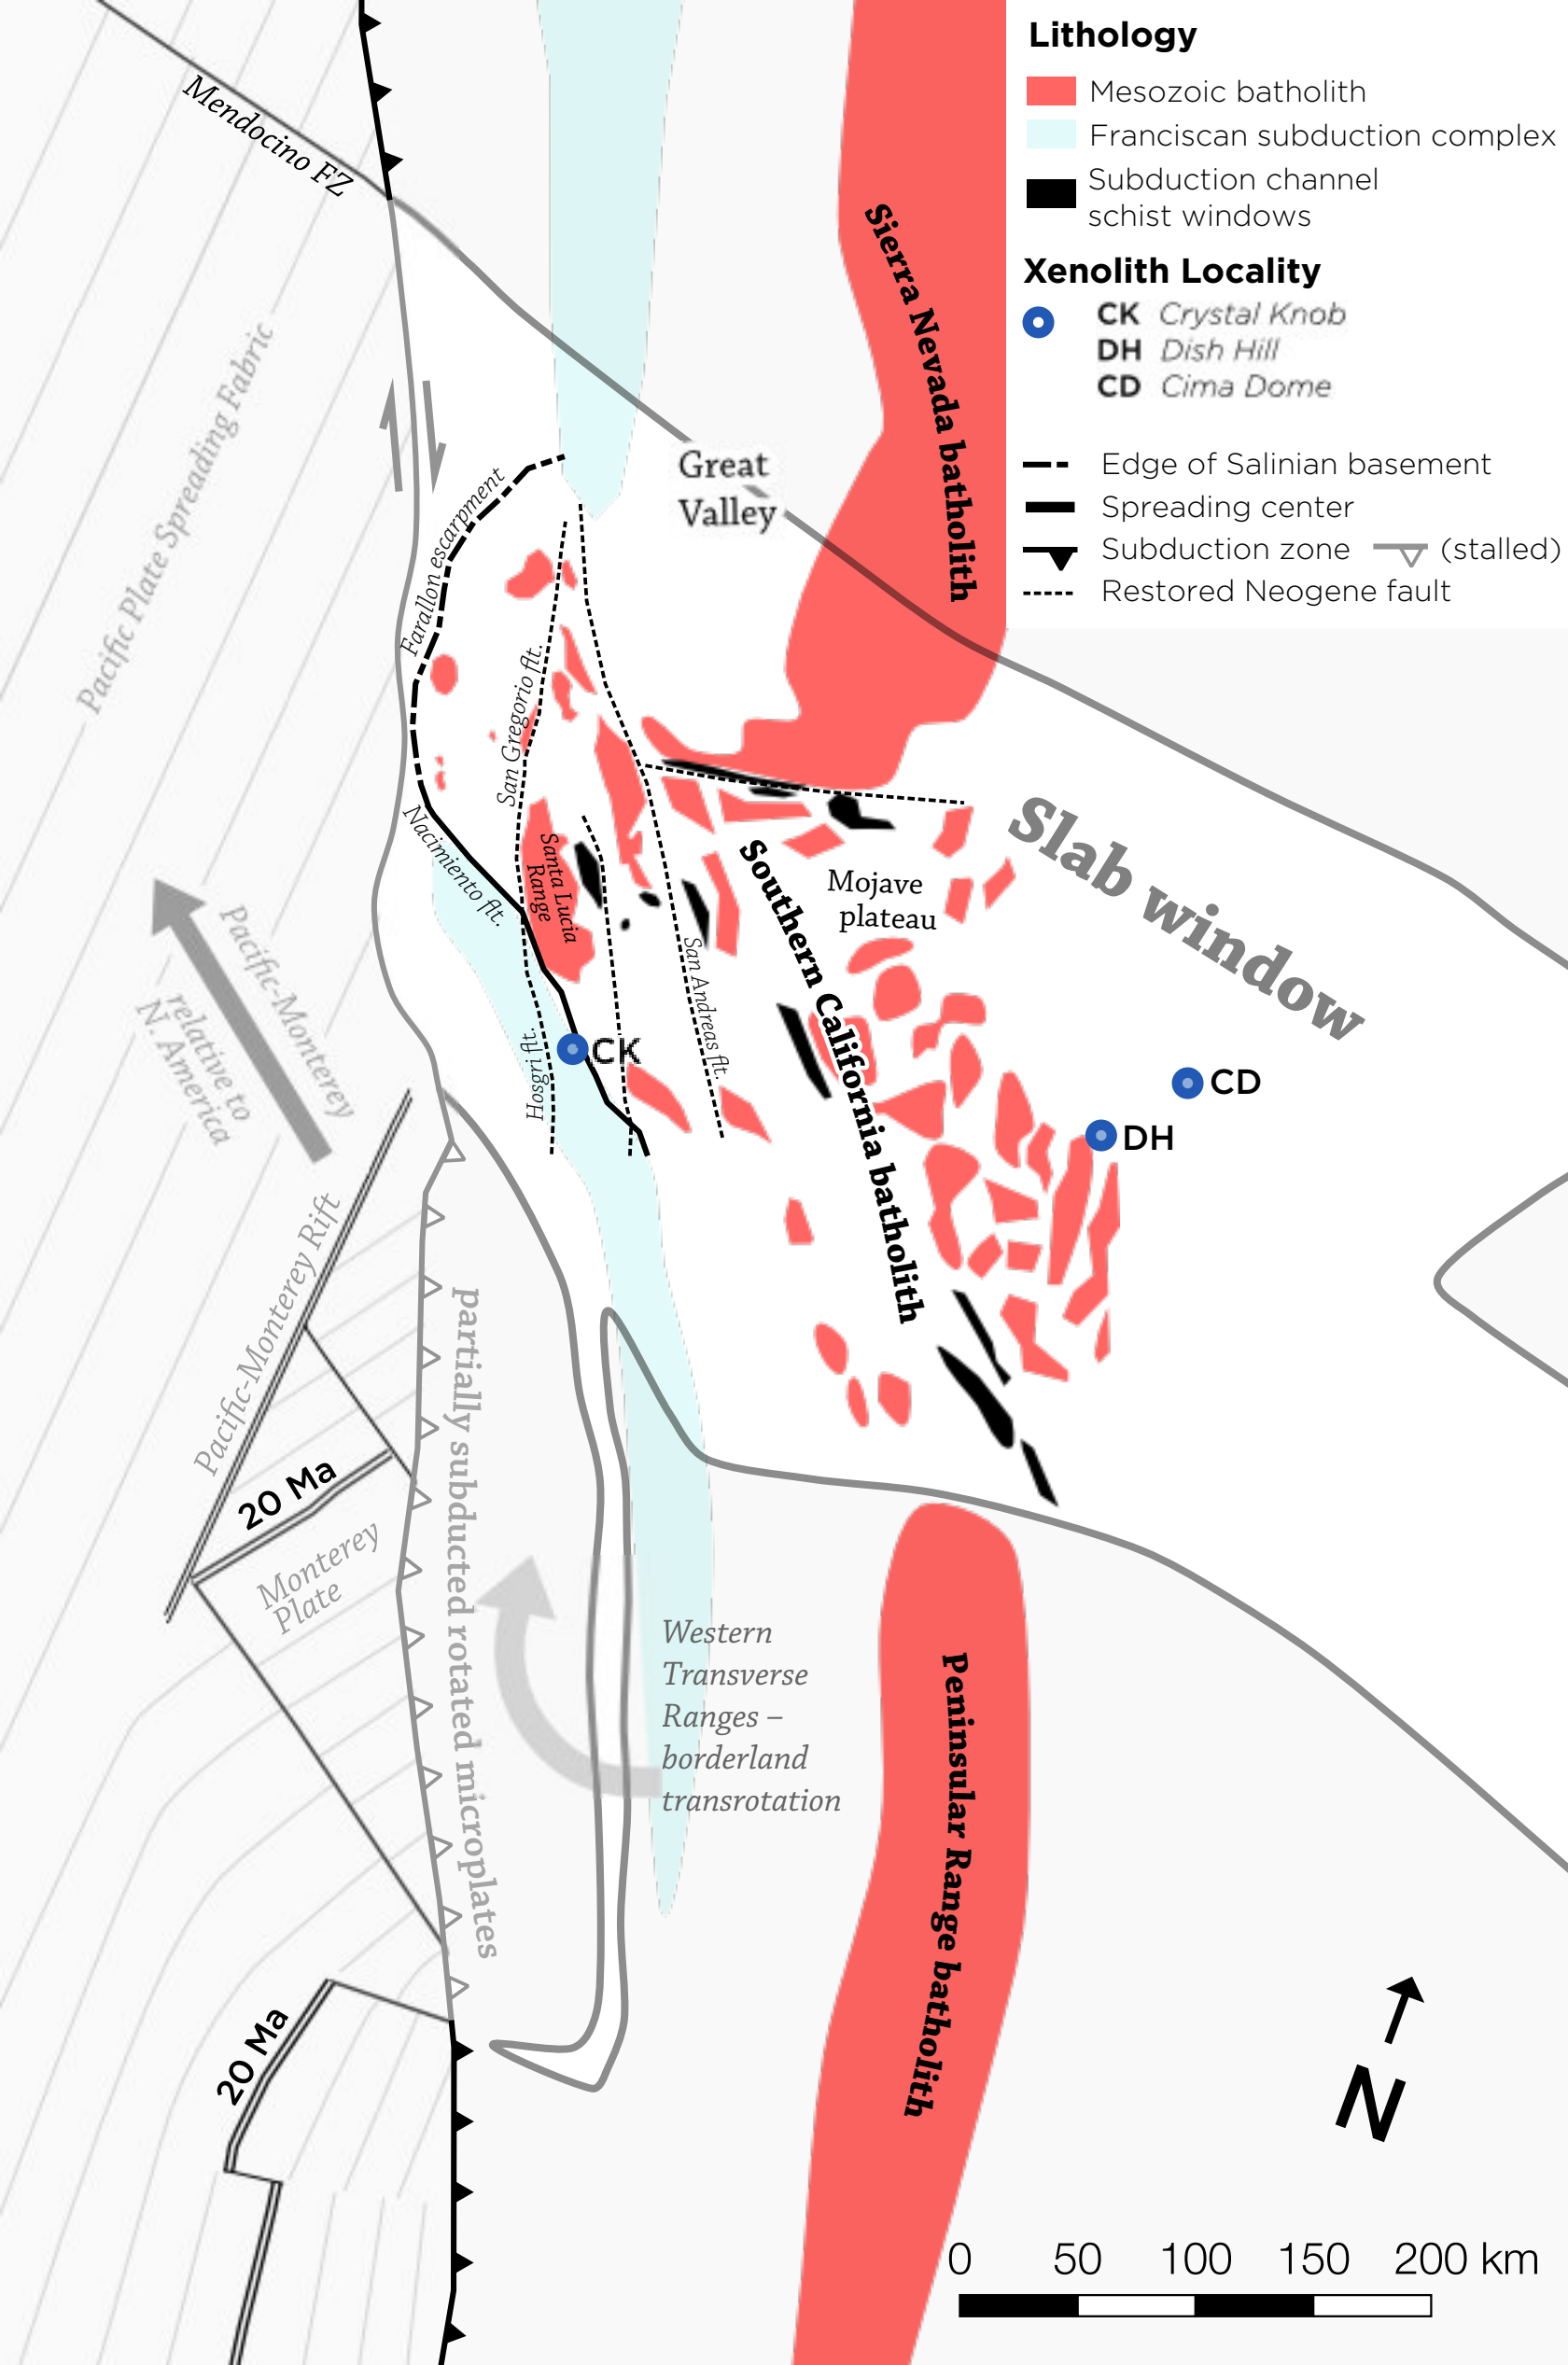 Lithology
Mesozoic batholith
Franciscan subduction complex
Subduction channel
schist windows
Xenolith Locality
CK Crystal Knob
DH Dish Hill
CD Cima Dome
Edge of Salinian basement
Spreading center
Subduction zone (stalled)
Restored Neogene fault
Mendocino FZ
Pacific Plate Spreading Fabric
Sierra Nevada batholith
Great
Valley
Farallon escarpment
San Gregorio flt.
Nacimiento flt.
Santa Lucia
Range
Mojave
plateau
Slab window
Southern California batholith
San Andreas flt.
Hosgri flt.
CK
CD
DH
Pacific-Monterey
relative to
N. America
Pacific-Monterey Rift
20 Ma
Monterey
Plate
partially subducted rotated microplates
Western
Transverse
Ranges –
borderland
transrotation
Peninsular Range batholith
20 Ma
N
0 50 100 150 200 km